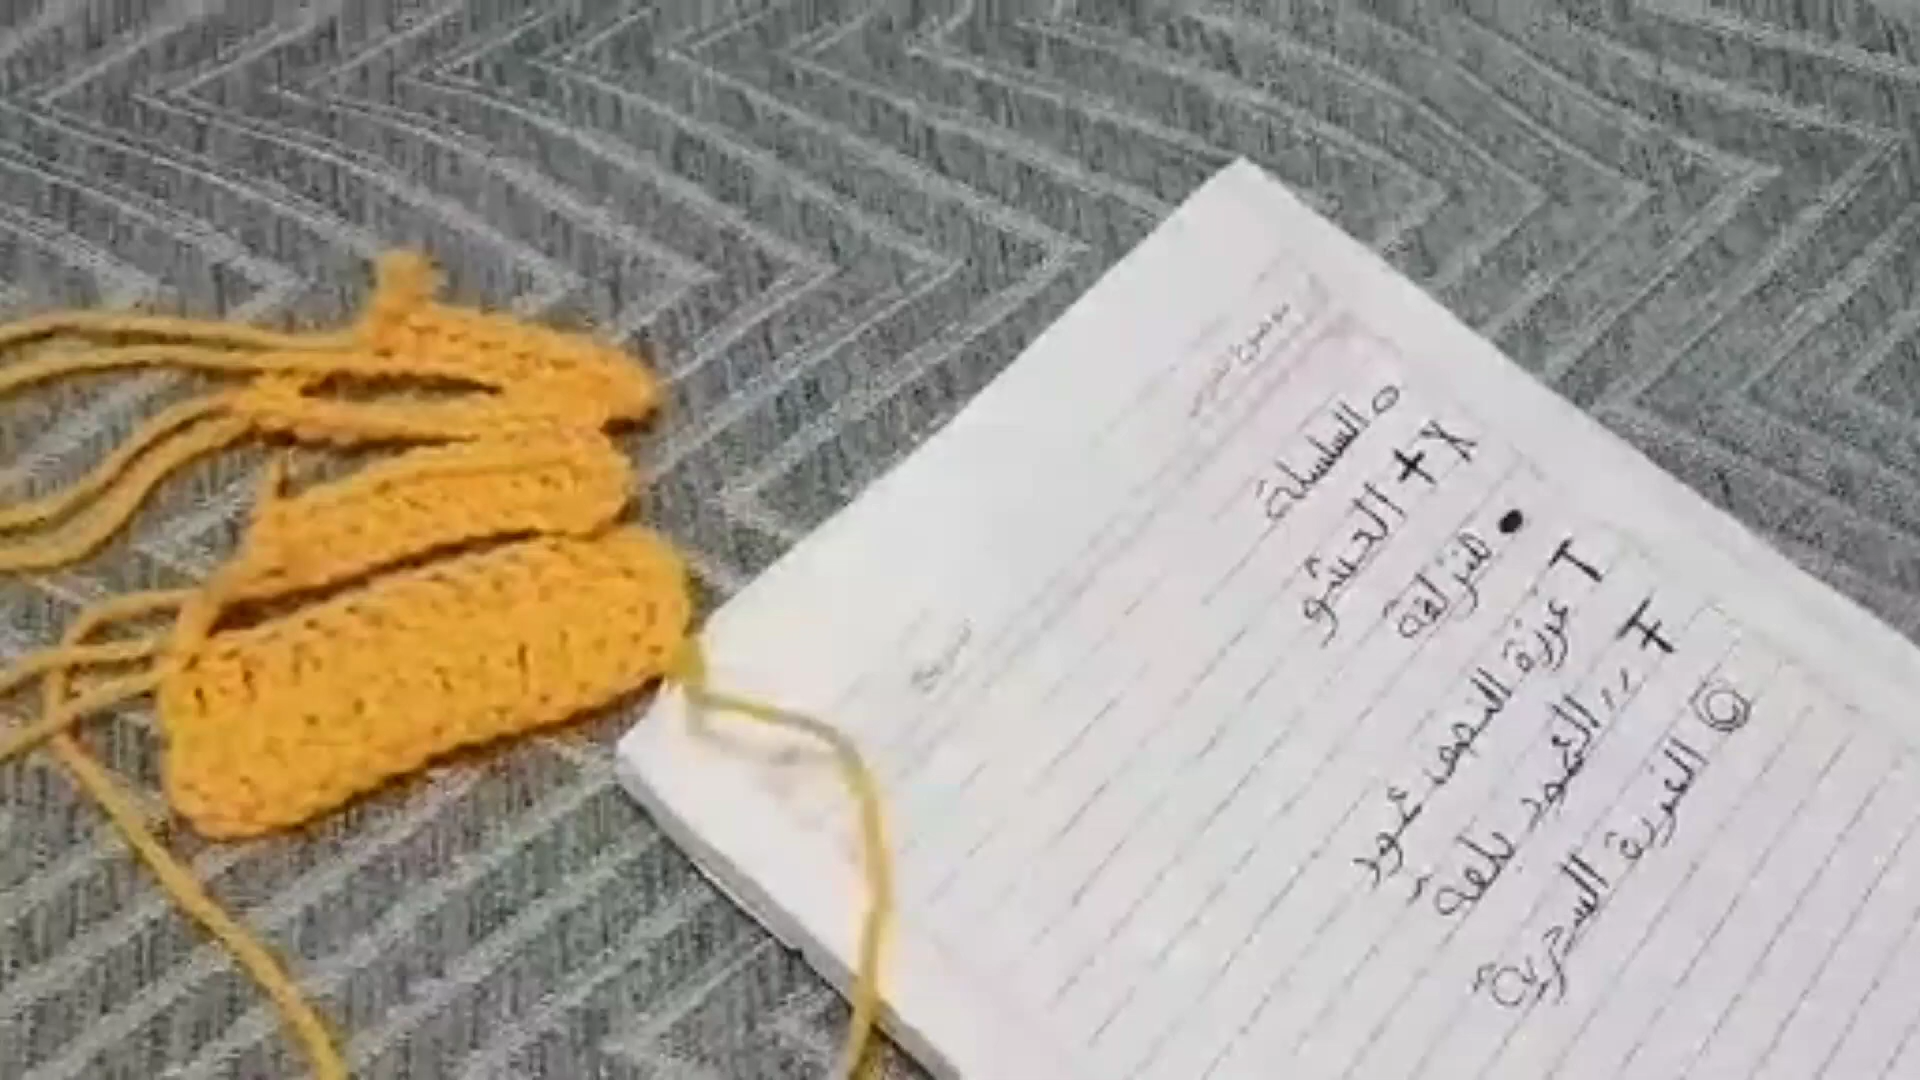 o السلسلة
X + الحشو
● المنزلقة
T غرزة النصف عمود
Ŧ ٫٫ العمود بلفة
◎ الغرزة السحرية